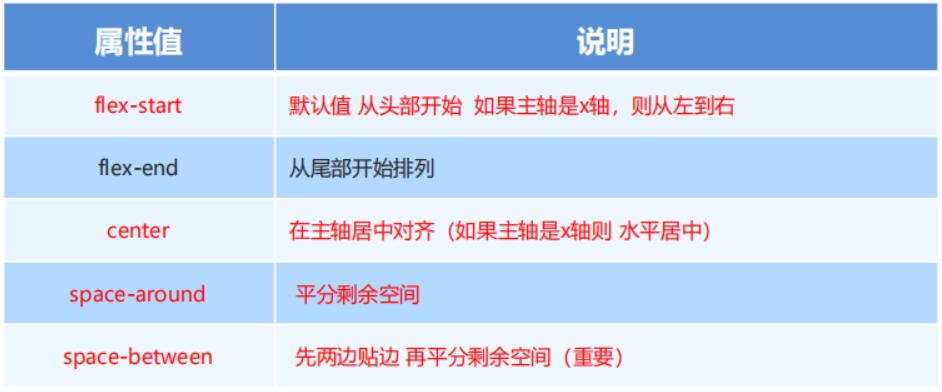 属性值 说明
flex-start 默认值 从头部开始 如果主轴是x轴，则从左到右
flex-end 从尾部开始排列
center 在主轴居中对齐（如果主轴是x轴则 水平居中）
space-around 平分剩余空间
space-between 先两边贴边 再平分剩余空间（重要）